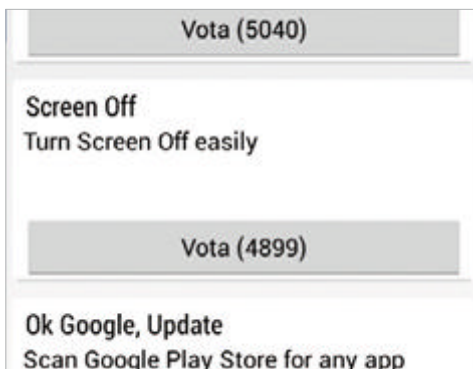 Vota (5040)
Screen Off
Turn Screen Off easily
Vota (4899)
Ok Google, Update
Scan Google Play Store for any app